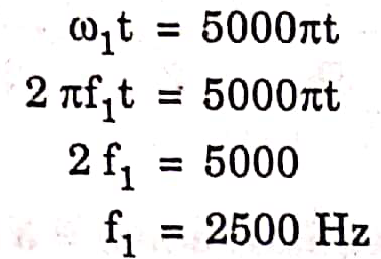 ω₁t = 5000πt
2 πf₁t = 5000πt
2 f₁ = 5000
f₁ = 2500 Hz